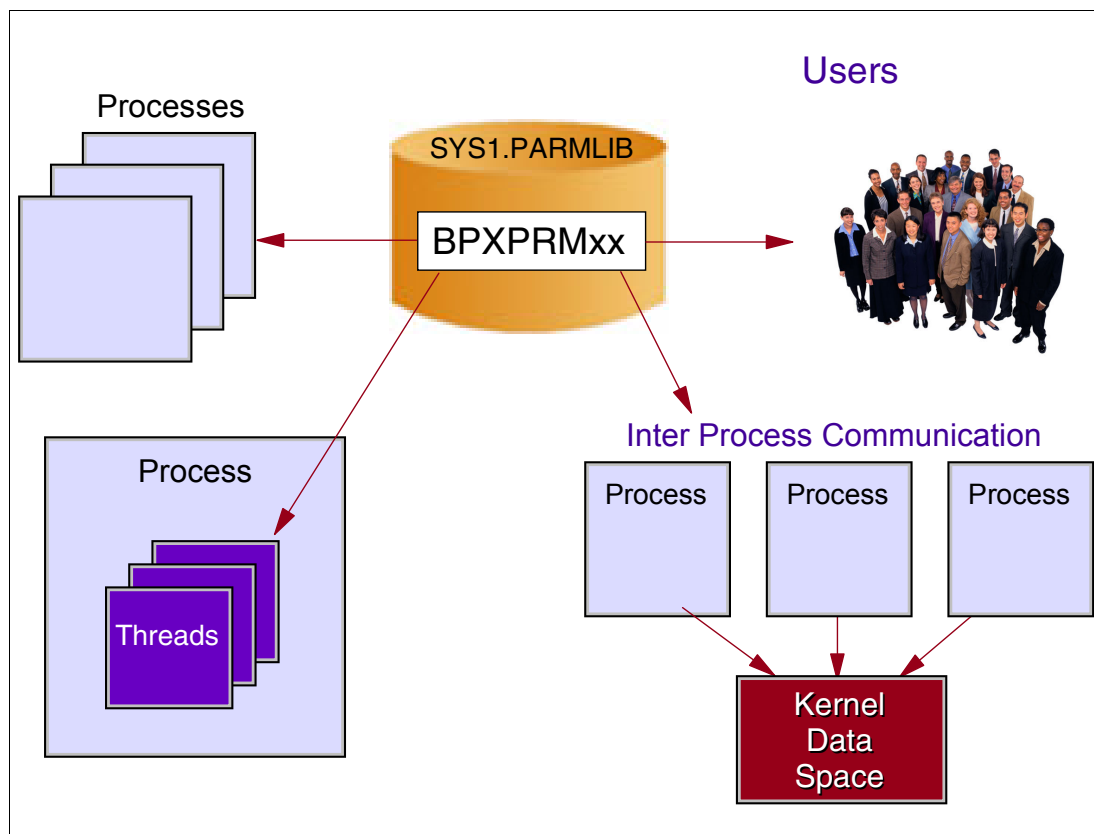 Users
Processes
SYS1.PARMLIB
BPXPRMxx
Inter Process Communication
Process
Threads
Process
Process
Process
Kernel
Data
Space